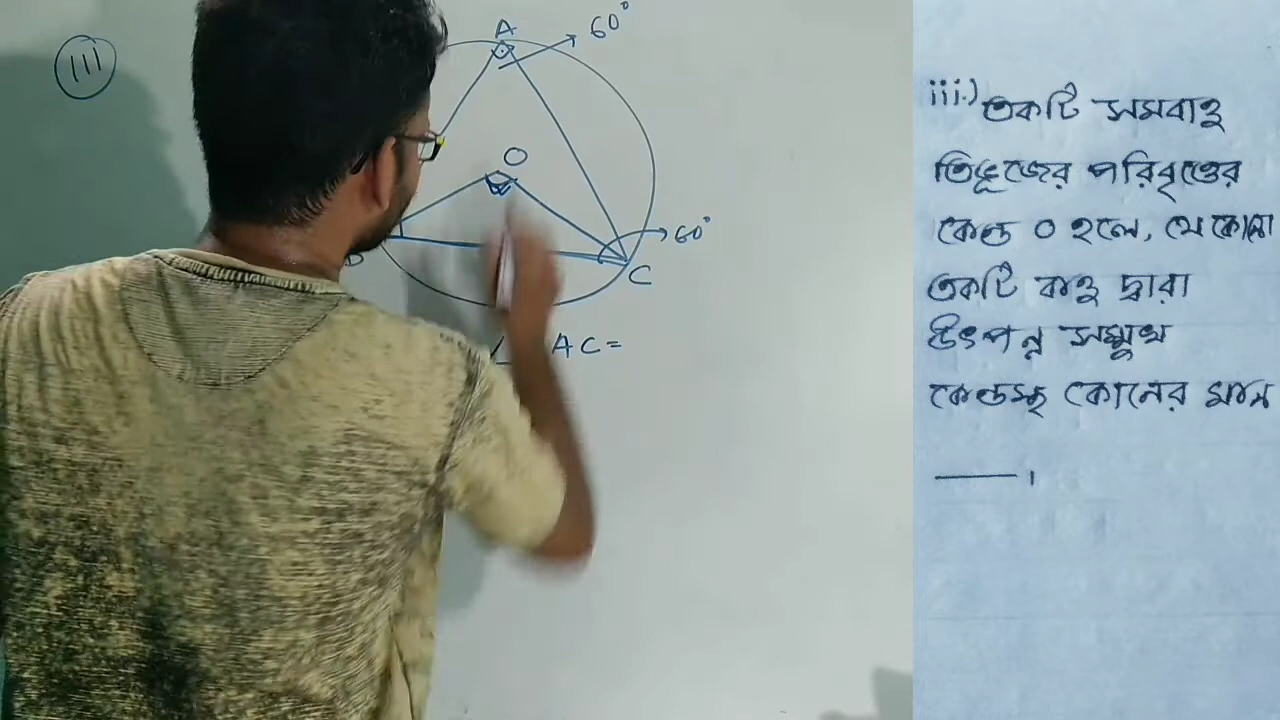 iii
A
60°
O
60°
C
AC=
iii.) একটি সমবাহু
ত্রিভূজের পরিবৃত্তের
কেন্দ্র O হলে, যে কোনো
একটি বাহু দ্বারা
উৎপন্ন সম্মুখ
কেন্দ্রস্থ কোনের মান
———।